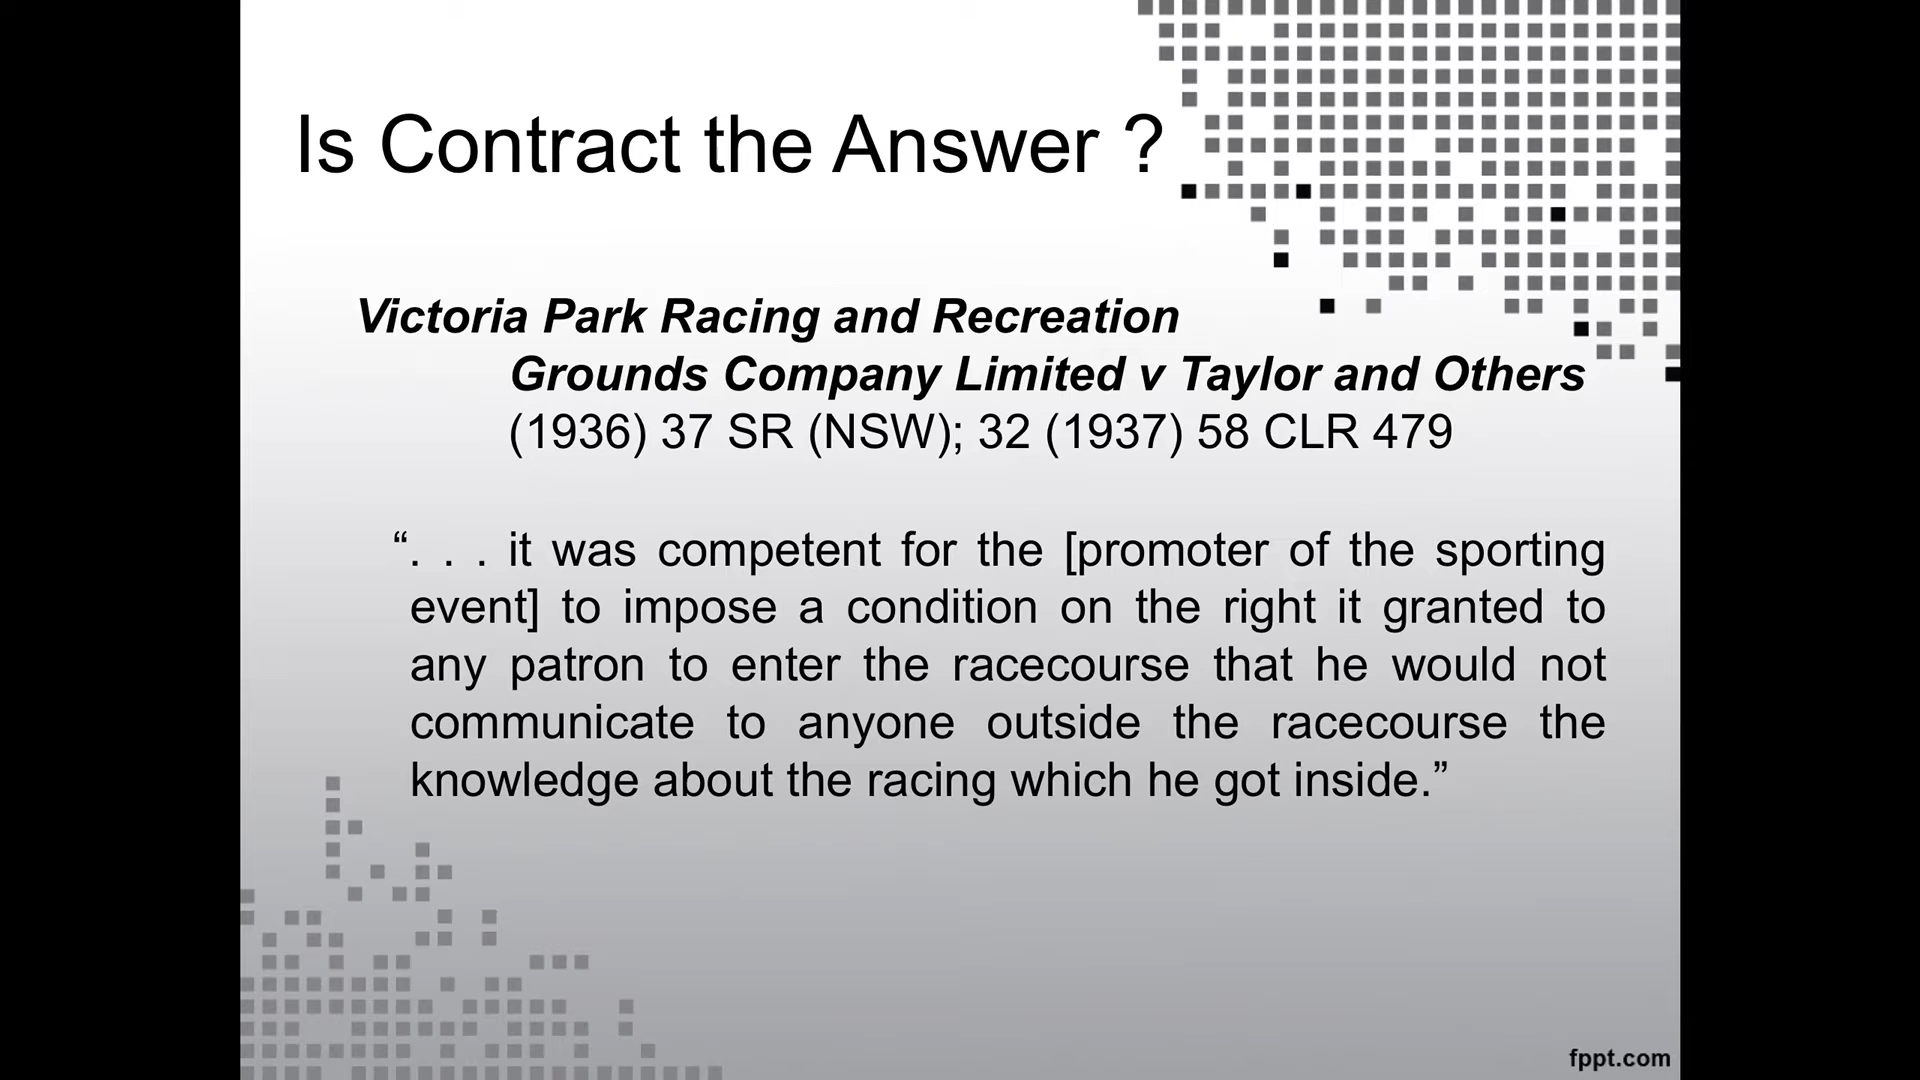 Is Contract the Answer ?
Victoria Park Racing and Recreation
Grounds Company Limited v Taylor and Others
(1936) 37 SR (NSW); 32 (1937) 58 CLR 479
“. . . it was competent for the [promoter of the sporting
event] to impose a condition on the right it granted to
any patron to enter the racecourse that he would not
communicate to anyone outside the racecourse the
knowledge about the racing which he got inside.”
fppt.com